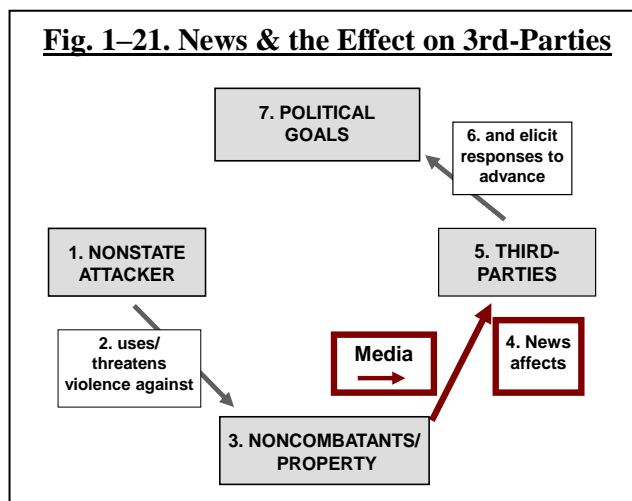 Fig. 1–21. News & the Effect on 3rd-Parties
7. POLITICAL
GOALS
6. and elicit
responses to
advance
1. NONSTATE
ATTACKER
5. THIRD-
PARTIES
2. uses/
threatens
violence against
Media
4. News
affects
3. NONCOMBATANTS/
PROPERTY